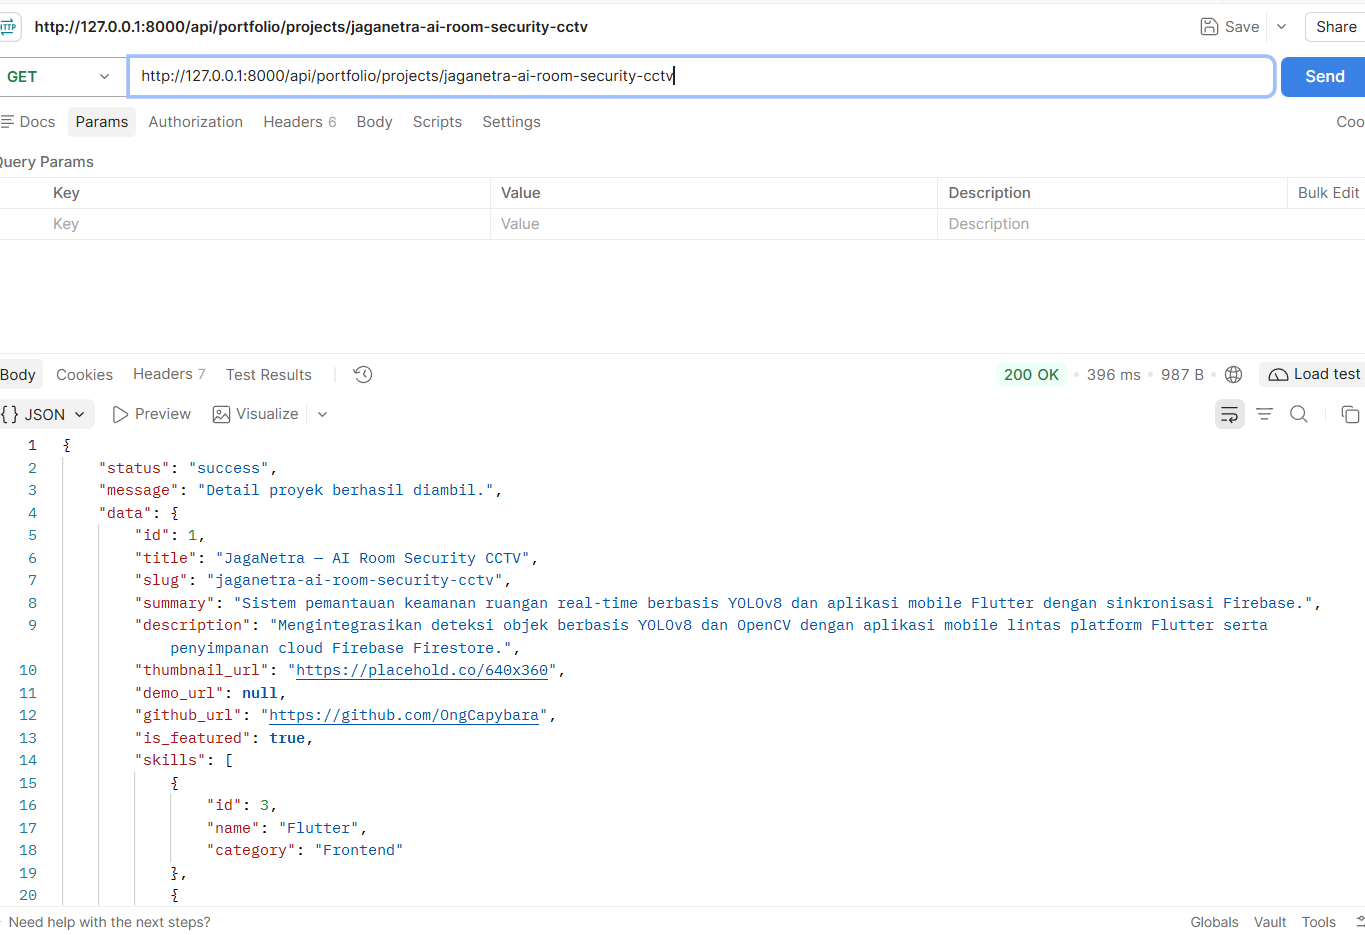 HTTP http://127.0.0.1:8000/api/portfolio/projects/jaganetra-ai-room-security-cctv Save Share
GET http://127.0.0.1:8000/api/portfolio/projects/jaganetra-ai-room-security-cctv Send
Docs Params Authorization Headers 6 Body Scripts Settings Coo
Query Params
Key Value Description Bulk Edit
Key Value Description
Body Cookies Headers 7 Test Results 200 OK • 396 ms • 987 B • Load test
{} JSON Preview Visualize
1 {
2 "status": "success",
3 "message": "Detail proyek berhasil diambil.",
4 "data": {
5 "id": 1,
6 "title": "JagaNetra — AI Room Security CCTV",
7 "slug": "jaganetra-ai-room-security-cctv",
8 "summary": "Sistem pemantauan keamanan ruangan real-time berbasis YOLOv8 dan aplikasi mobile Flutter dengan sinkronisasi Firebase.",
9 "description": "Mengintegrasikan deteksi objek berbasis YOLOv8 dan OpenCV dengan aplikasi mobile lintas platform Flutter serta
penyimpanan cloud Firebase Firestore.",
10 "thumbnail_url": "https://placehold.co/640x360",
11 "demo_url": null,
12 "github_url": "https://github.com/OngCapybara",
13 "is_featured": true,
14 "skills": [
15 {
16 "id": 3,
17 "name": "Flutter",
18 "category": "Frontend"
19 },
20 {
Need help with the next steps? Globals Vault Tools